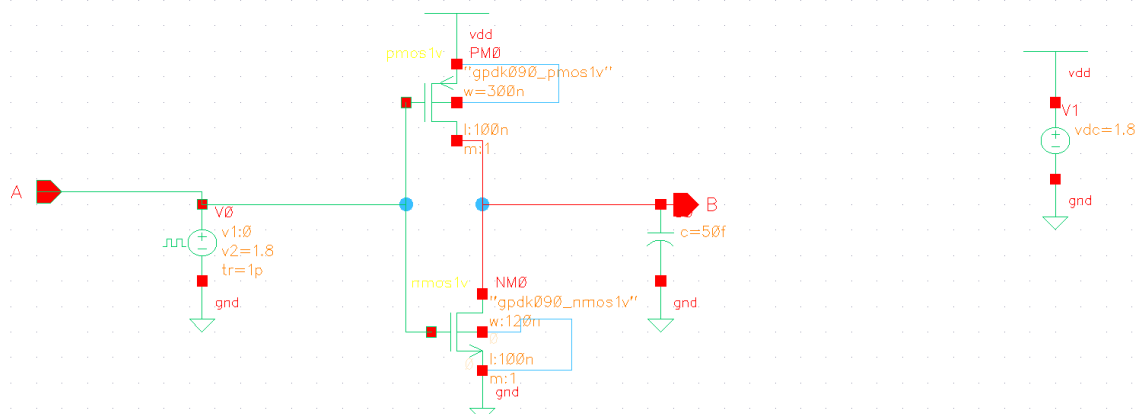 vdd
pmos1v
PM0
"gpdk090_pmos1v"
w=300n
l:100n
m:1
vdd
V1
vdc=1.8
gnd
A
V0
v1:0
v2=1.8
tr=1p
gnd
B
c=50f
gnd
nmos1v
NM0
"gpdk090_nmos1v"
w:120n
l:100n
m:1
gnd